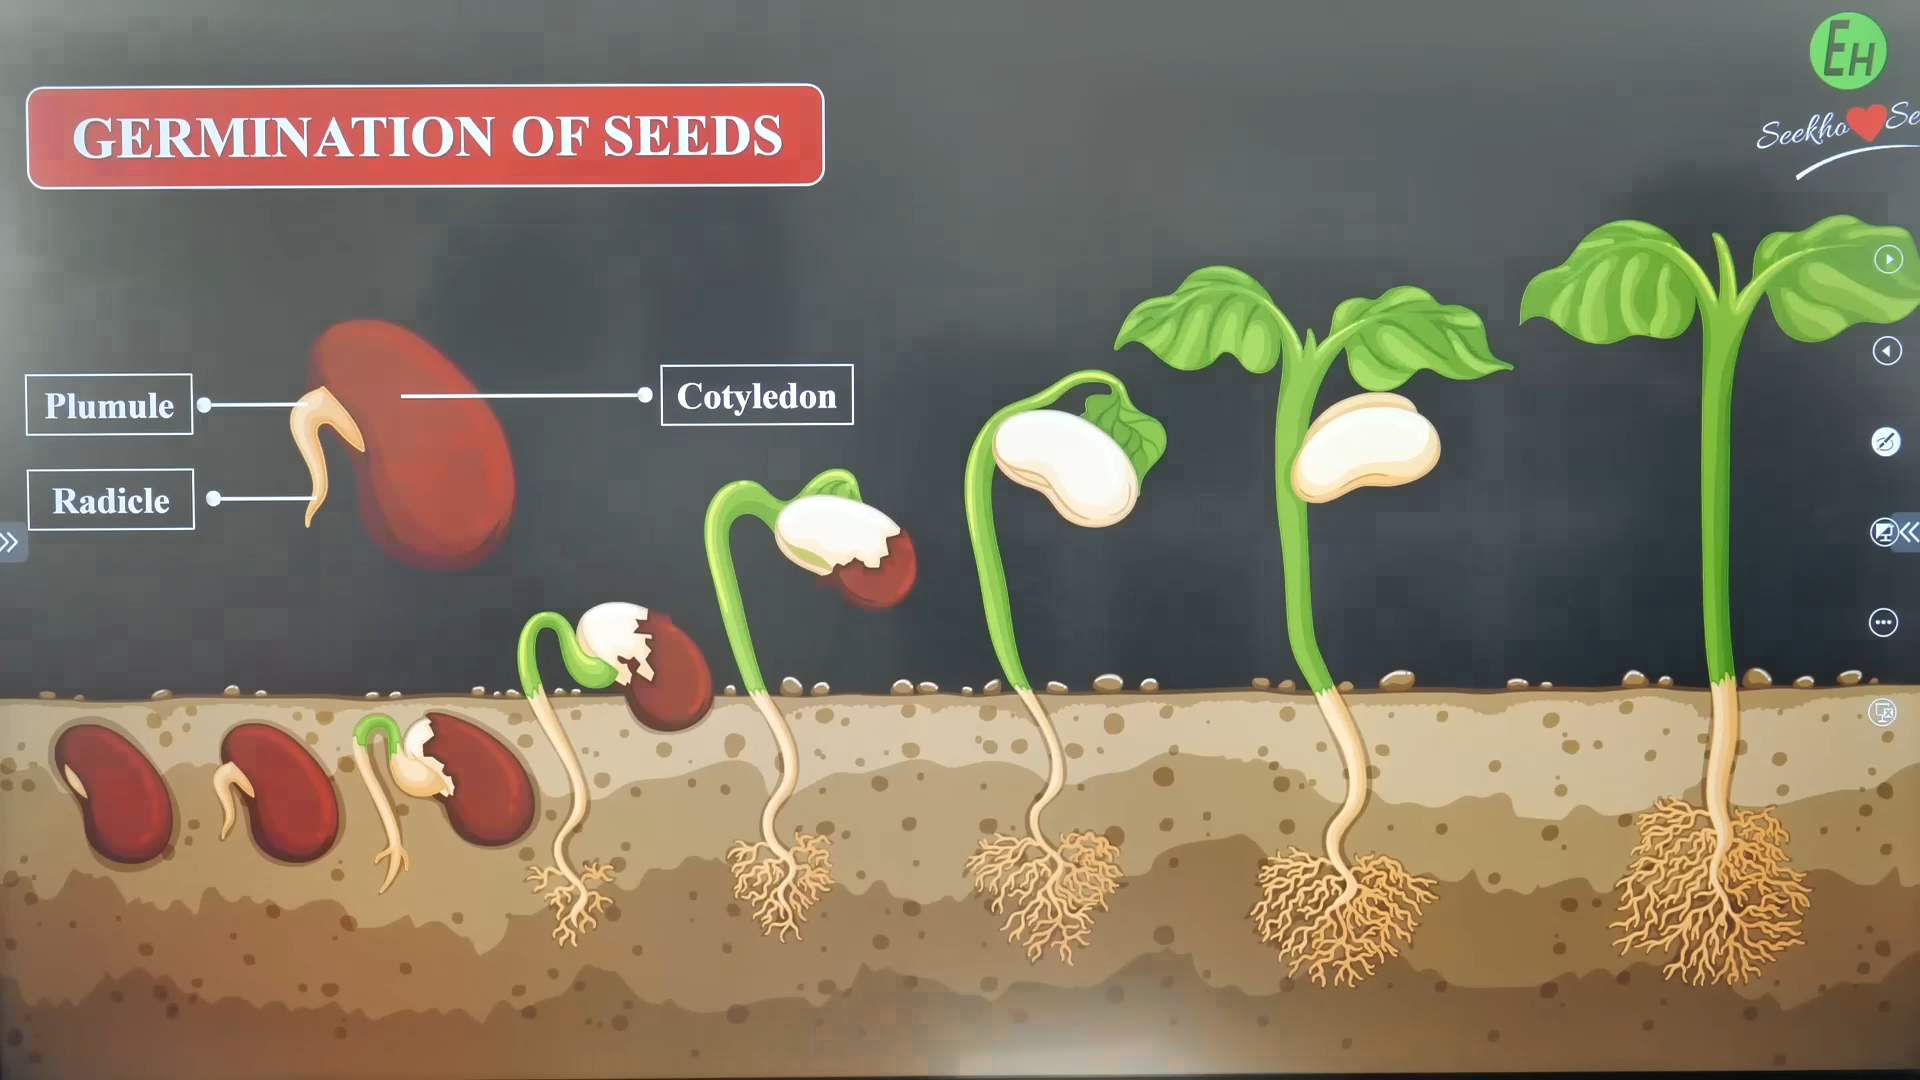 EH
Seekho
GERMINATION OF SEEDS
Plumule
Cotyledon
Radicle